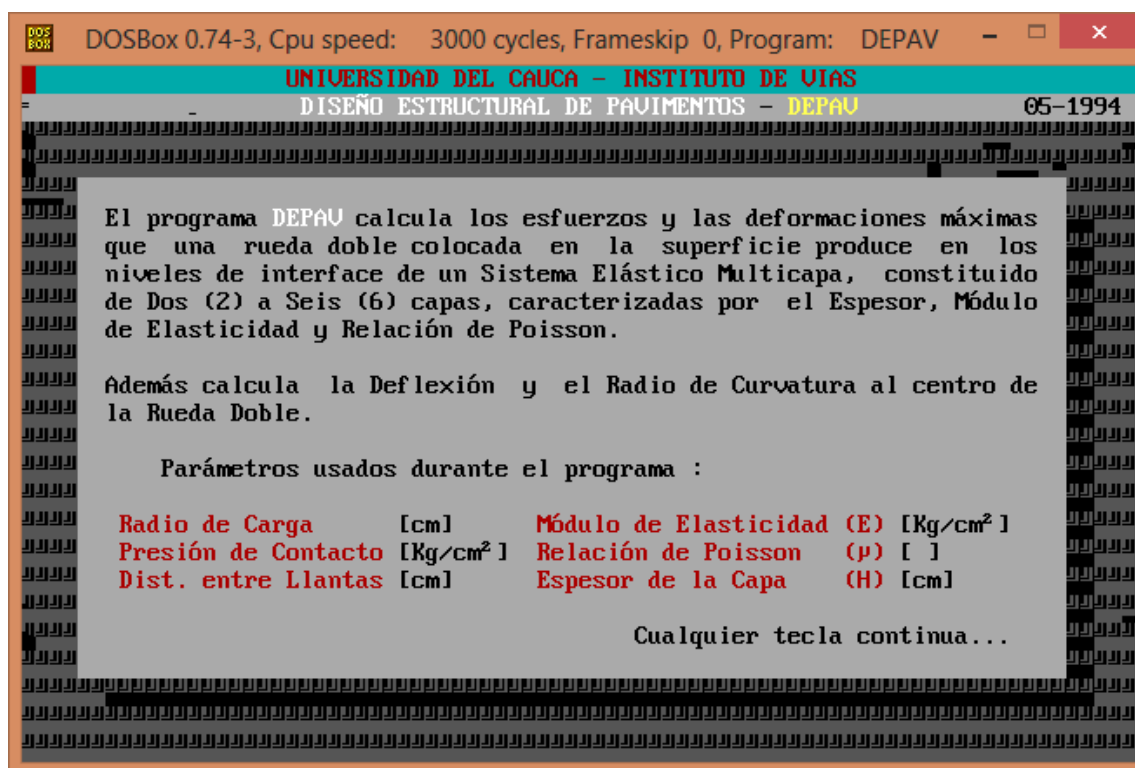 DOS BOX DOSBox 0.74-3, Cpu speed: 3000 cycles, Frameskip 0, Program: DEPAV
UNIVERSIDAD DEL CAUCA - INSTITUTO DE VIAS
DISEÑO ESTRUCTURAL DE PAVIMENTOS - DEPAV 05-1994
El programa DEPAV calcula los esfuerzos y las deformaciones máximas
que una rueda doble colocada en la superficie produce en los
niveles de interface de un Sistema Elástico Multicapa, constituido
de Dos (2) a Seis (6) capas, caracterizadas por el Espesor, Módulo
de Elasticidad y Relación de Poisson.
Además calcula la Deflexión y el Radio de Curvatura al centro de
la Rueda Doble.
Parámetros usados durante el programa :
Radio de Carga [cm] Módulo de Elasticidad (E) [Kg/cm²]
Presión de Contacto [Kg/cm²] Relación de Poisson (µ) [ ]
Dist. entre Llantas [cm] Espesor de la Capa (H) [cm]
Cualquier tecla continua...